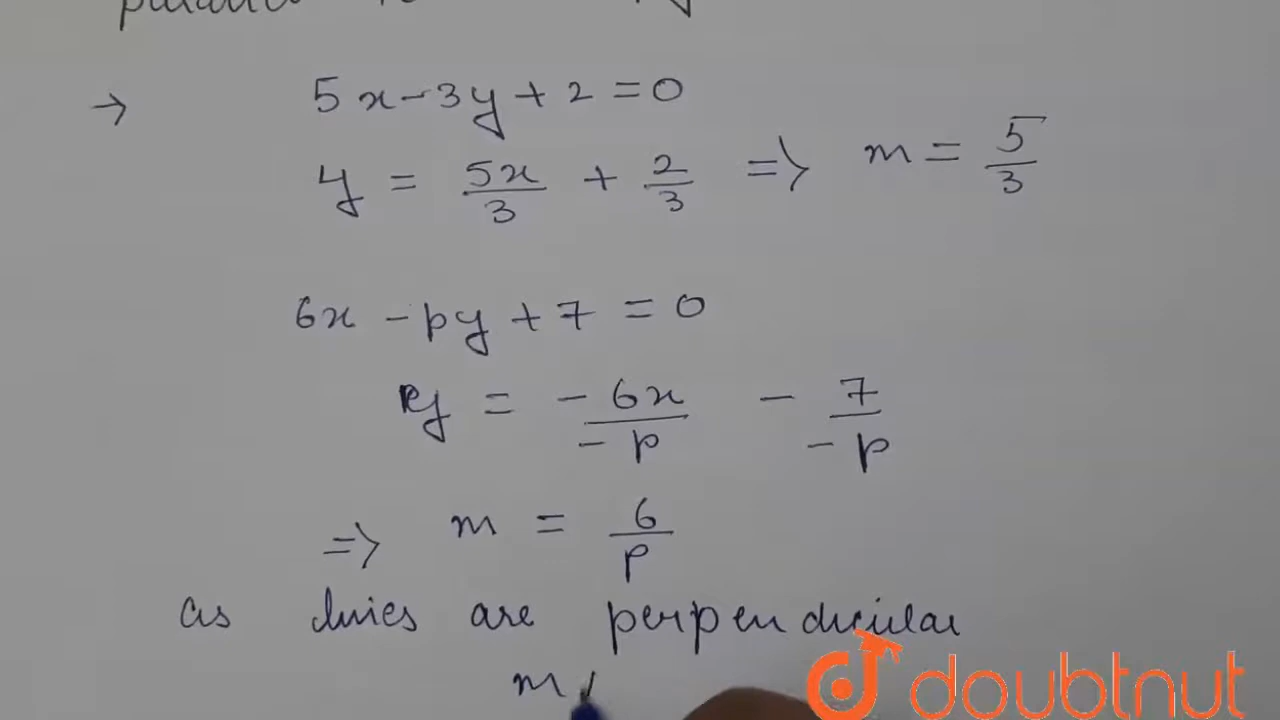 → 5x - 3y + 2 = 0
y = 5x/3 + 2/3 => m = 5/3
6x - py + 7 = 0
y = - 6x/-p - 7/-p
=> m = 6/p
as lines are perpendicular
m
doubtnut